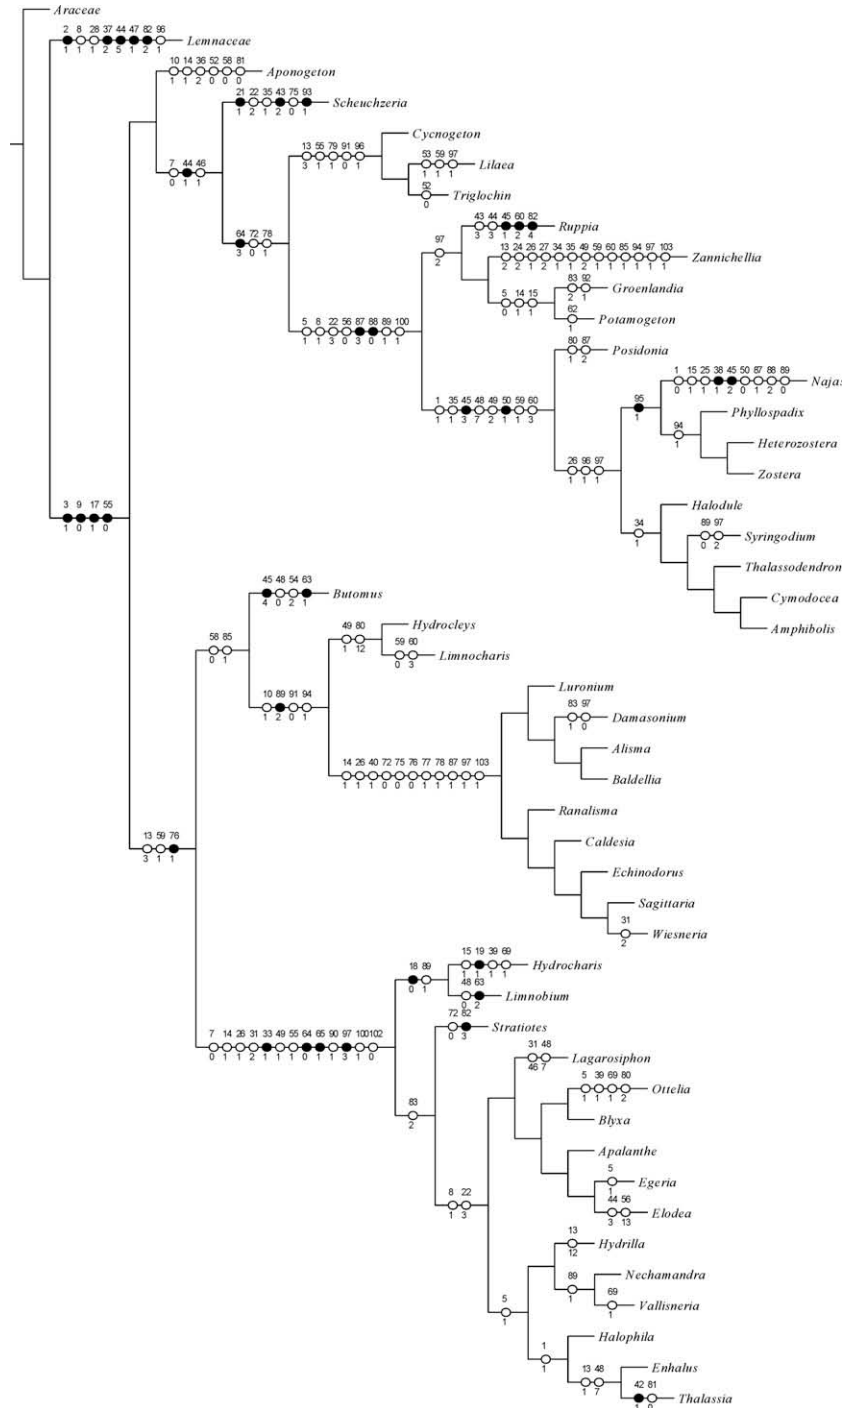 Araceae
2 8 28 37 44 47 82 96
Lemnaceae
1 1 1 2 5 1 2 1
10 14 36 52 58 81
Aponogeton
1 1 2 0 0 0
21 22 35 43 75 93
Scheuchzeria
1 2 1 2 0 1
Cycnogeton
13 55 79 91 96
3 1 1 0 1
7 44 46
0 1 1
53 59 97
Lilaea
1 1 1
52
Triglochin
0
43 44 45 60 82
Ruppia
3 3 1 2 4
64 72 78
3 0 1
97
2
13 24 26 27 34 35 49 59 60 85 94 97 103
Zannichellia
2 2 1 2 1 1 2 1 1 1 1 1 1
83 92
Groenlandia
2 1
5 14 15
0 1 1
62
Potamogeton
1
5 8 22 56 87 88 89 100
1 1 3 0 3 0 1 1
80 87
Posidonia
1 2
1 15 25 38 45 50 87 88 89
Najas
0 1 1 1 2 0 1 2 0
1 35 45 48 49 50 59 60
1 1 3 7 2 1 1 3
95
1
Phyllospadix
94
1
Heterozostera
26 96 97
1 1 1
Zostera
Halodule
3 9 17 55
1 0 1 0
34
1
89 97
Syringodium
0 2
Thalassodendron
45 48 54 63
Butomus
4 0 2 1
Cymodocea
Amphibolis
Hydrocleys
49 80
1 12
58 85
0 1
59 60
Limnocharis
0 3
Luronium
10 89 91 94
1 2 0 1
83 97
Damasonium
1 0
Alisma
14 26 40 72 75 76 77 78 87 97 103
1 1 1 0 0 0 1 1 1 1 1
Baldellia
Ranalisma
13 59 76
3 1 1
Caldesia
Echinodorus
Sagittaria
31
Wiesneria
2
15 19 39 69
Hydrocharis
1 1 1 1
18 89
0 1
48 63
Limnobium
0 2
72 82
Stratiotes
0 3
7 14 26 31 33 49 55 64 65 90 97 100102
0 1 1 2 1 1 1 0 1 1 3 1 0
31 48
Lagarosiphon
46 7
5 39 69 80
Ottelia
1 1 1 2
83
2
Blyxa
Apalanthe
5
Egeria
1
8 22
1 3
44 56
Elodea
3 13
13
Hydrilla
12
Nechamandra
89
1
69
Vallisneria
1
5
1
Halophila
1
1
Enhalus
13 48
1 7
42 81
Thalassia
1 0